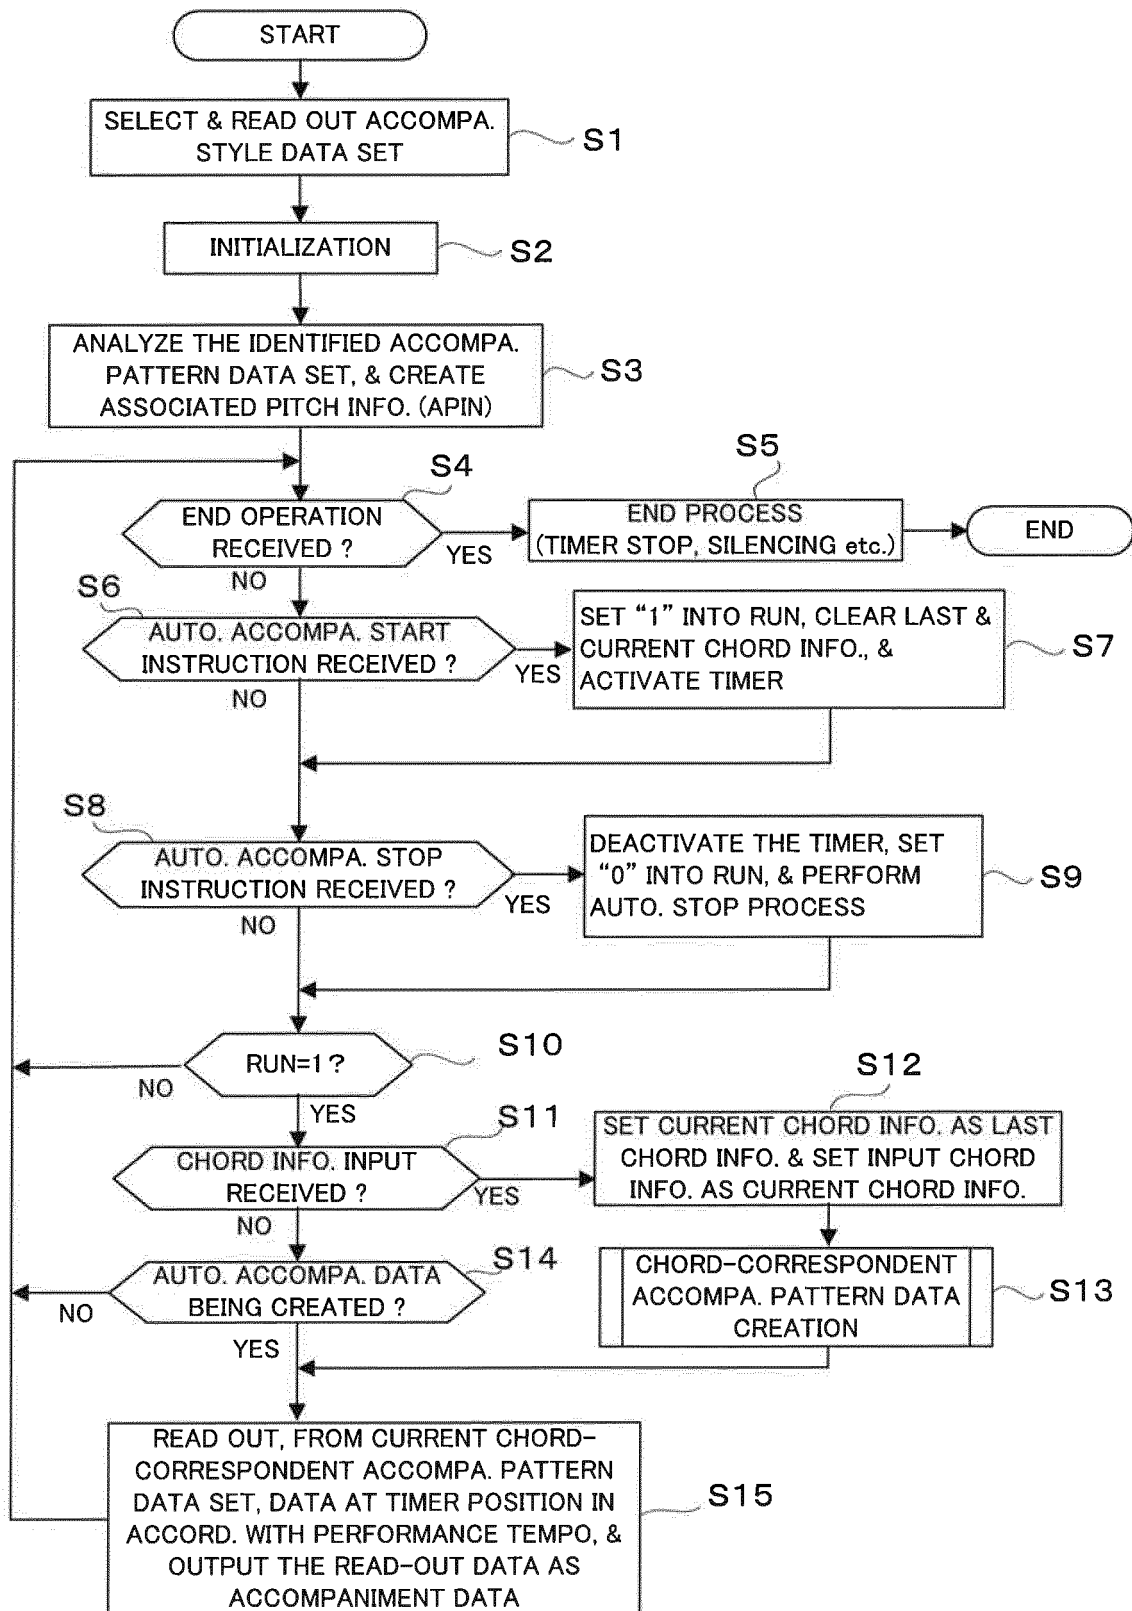 START
SELECT & READ OUT ACCOMPA.
STYLE DATA SET
S1
INITIALIZATION
S2
ANALYZE THE IDENTIFIED ACCOMPA.
PATTERN DATA SET, & CREATE
ASSOCIATED PITCH INFO. (APIN)
S3
S4
END OPERATION
RECEIVED ?
YES
NO
S5
END PROCESS
(TIMER STOP, SILENCING etc.)
END
S6
AUTO. ACCOMPA. START
INSTRUCTION RECEIVED ?
YES
NO
SET “1” INTO RUN, CLEAR LAST &
CURRENT CHORD INFO., &
ACTIVATE TIMER
S7
S8
AUTO. ACCOMPA. STOP
INSTRUCTION RECEIVED ?
YES
NO
DEACTIVATE THE TIMER, SET
“0” INTO RUN, & PERFORM
AUTO. STOP PROCESS
S9
RUN=1?
S10
NO
YES
S11
CHORD INFO. INPUT
RECEIVED ?
YES
NO
S12
SET CURRENT CHORD INFO. AS LAST
CHORD INFO. & SET INPUT CHORD
INFO. AS CURRENT CHORD INFO.
CHORD-CORRESPONDENT
ACCOMPA. PATTERN DATA
CREATION
S13
S14
AUTO. ACCOMPA. DATA
BEING CREATED ?
NO
YES
READ OUT, FROM CURRENT CHORD-
CORRESPONDENT ACCOMPA. PATTERN
DATA SET, DATA AT TIMER POSITION IN
ACCORD. WITH PERFORMANCE TEMPO, &
OUTPUT THE READ-OUT DATA AS
ACCOMPANIMENT DATA
S15